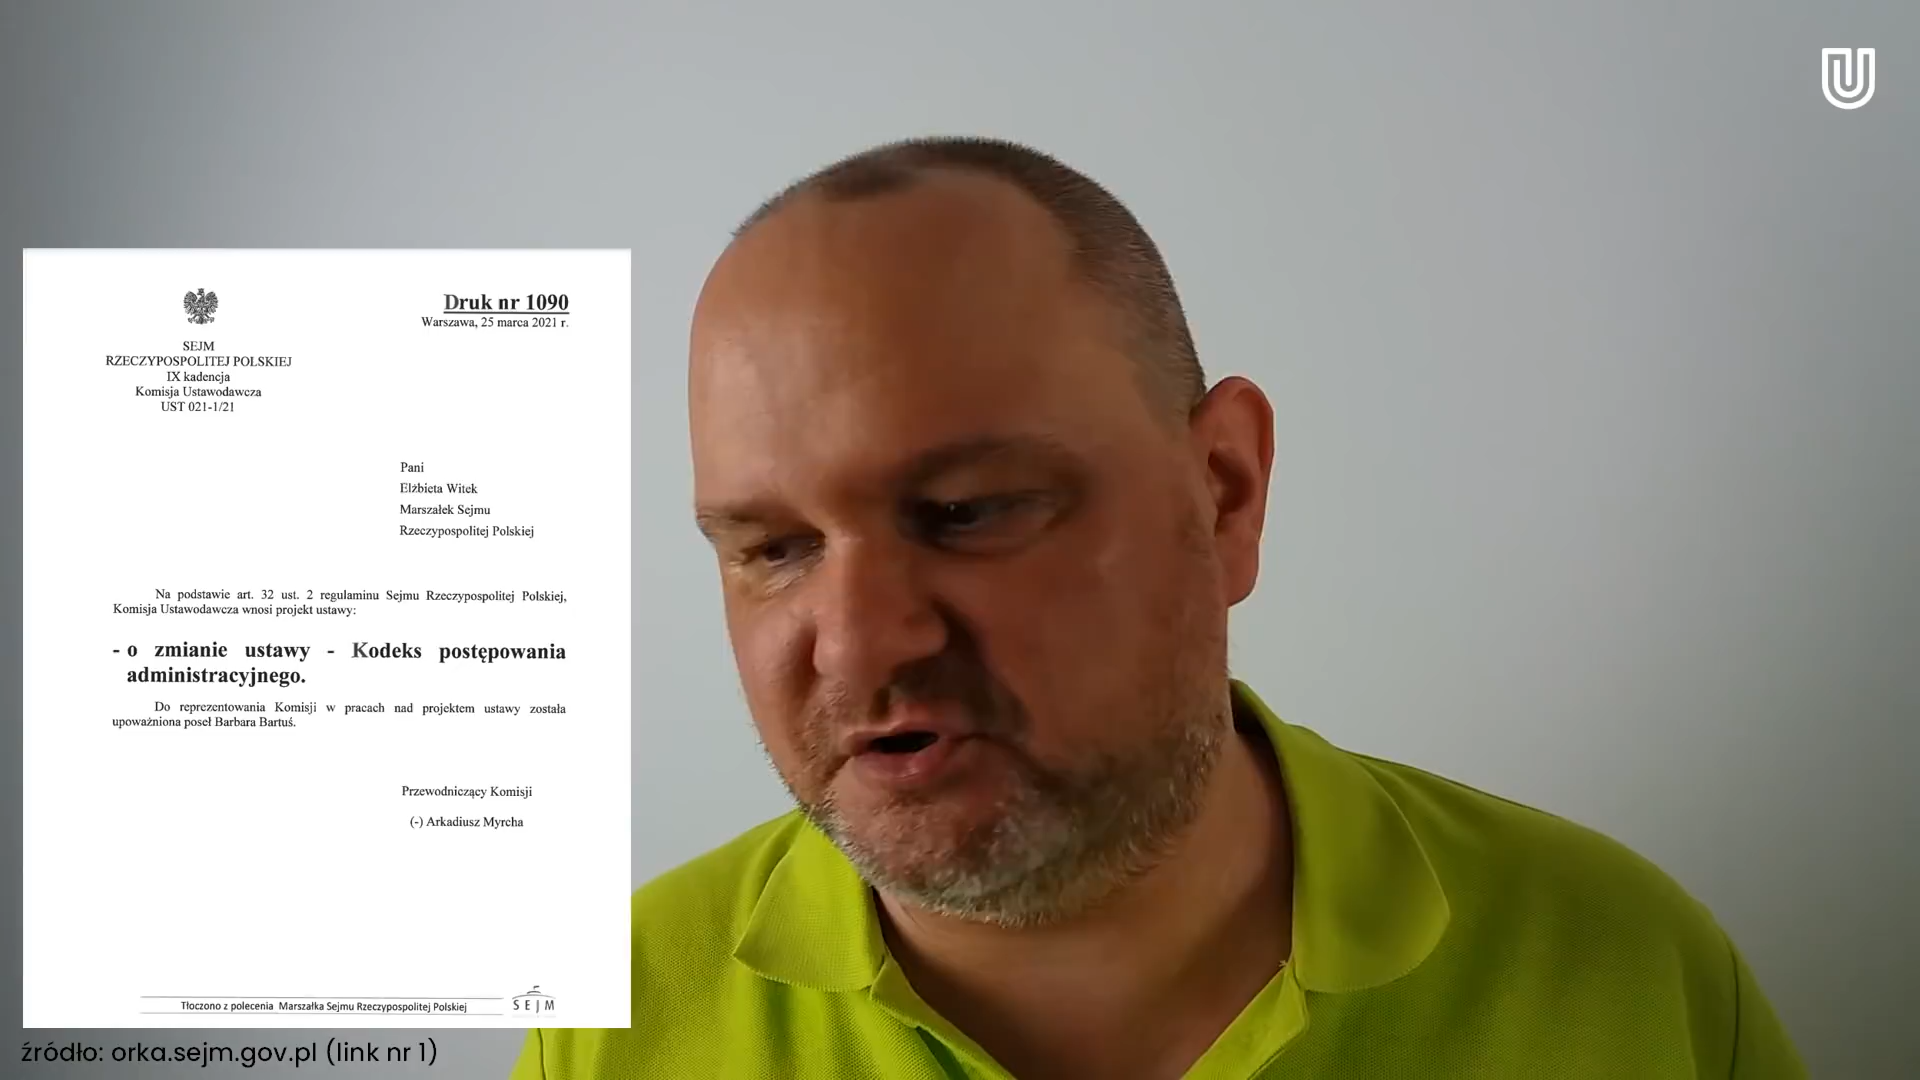 Druk nr 1090
Warszawa, 25 marca 2021 r.
SEJM
RZECZYPOSPOLITEJ POLSKIEJ
IX kadencja
Komisja Ustawodawcza
UST 021-1/21
Pani
Elżbieta Witek
Marszałek Sejmu
Rzeczypospolitej Polskiej
Na podstawie art. 32 ust. 2 regulaminu Sejmu Rzeczypospolitej Polskiej,
Komisja Ustawodawcza wnosi projekt ustawy:
- o zmianie ustawy - Kodeks postępowania
administracyjnego.
Do reprezentowania Komisji w pracach nad projektem ustawy została
upoważniona poseł Barbara Bartuś.
Przewodniczący Komisji
(-) Arkadiusz Myrcha
Tłoczono z polecenia Marszałka Sejmu Rzeczypospolitej Polskiej
SEJM
źródło: orka.sejm.gov.pl (link nr 1)